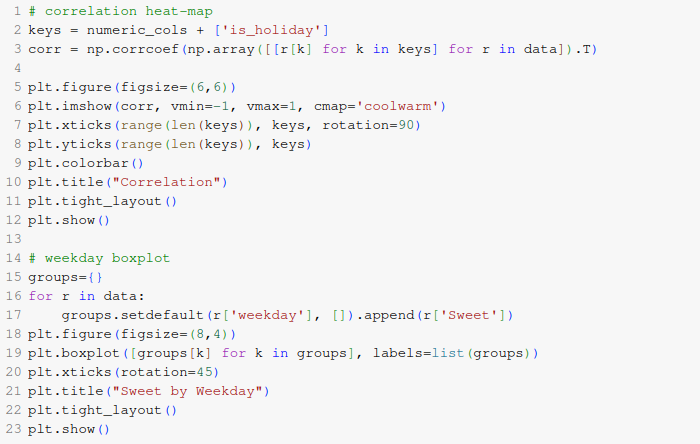 1 # correlation heat-map
2 keys = numeric_cols + ['is_holiday']
3 corr = np.corrcoef(np.array([[r[k] for k in keys] for r in data]).T)
4
5 plt.figure(figsize=(6,6))
6 plt.imshow(corr, vmin=-1, vmax=1, cmap='coolwarm')
7 plt.xticks(range(len(keys)), keys, rotation=90)
8 plt.yticks(range(len(keys)), keys)
9 plt.colorbar()
10 plt.title("Correlation")
11 plt.tight_layout()
12 plt.show()
13
14 # weekday boxplot
15 groups={}
16 for r in data:
17     groups.setdefault(r['weekday'], []).append(r['Sweet'])
18 plt.figure(figsize=(8,4))
19 plt.boxplot([groups[k] for k in groups], labels=list(groups))
20 plt.xticks(rotation=45)
21 plt.title("Sweet by Weekday")
22 plt.tight_layout()
23 plt.show()